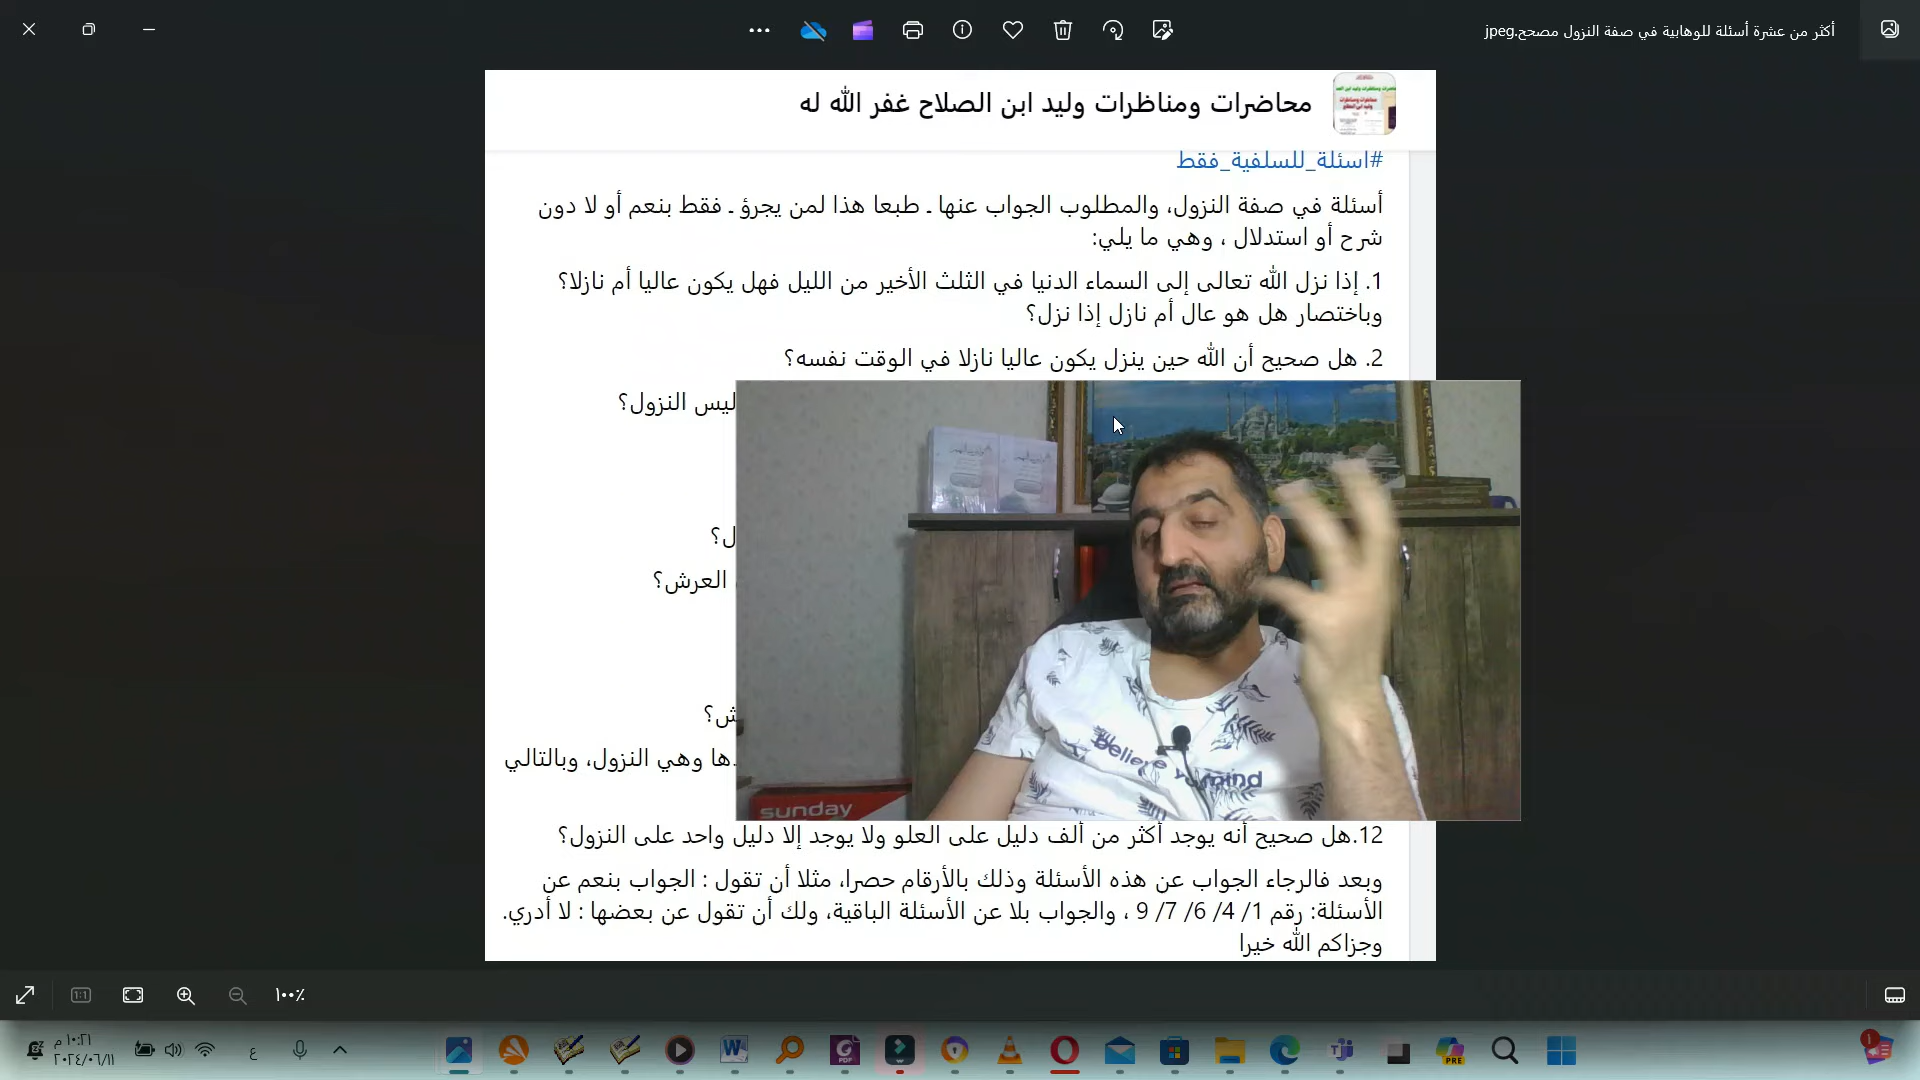 أكثر من عشرة أسئلة للوهابية في صفة النزول مصحح.jpeg
محاضرات ومناظرات وليد ابن الصلاح غفر الله له
#اسئلة_للسلفية_فقط
أسئلة في صفة النزول، والمطلوب الجواب عنها ـ طبعا هذا لمن يجرؤ ـ فقط بنعم أو لا دون
شرح أو استدلال ، وهي ما يلي:
1. إذا نزل الله تعالى إلى السماء الدنيا في الثلث الأخير من الليل فهل يكون عاليا أم نازلا؟
وباختصار هل هو عال أم نازل إذا نزل؟
2. هل صحيح أن الله حين ينزل يكون عاليا نازلا في الوقت نفسه؟
ليس النزول؟
ل؟
العرش؟
ش؟
دها وهي النزول، وبالتالي
Believe
mind
sunday
12.هل صحيح أنه يوجد أكثر من ألف دليل على العلو ولا يوجد إلا دليل واحد على النزول؟
وبعد فالرجاء الجواب عن هذه الأسئلة وذلك بالأرقام حصرا، مثلا أن تقول : الجواب بنعم عن
الأسئلة: رقم 1/ 4/ 6/ 7/ 9 ، والجواب بلا عن الأسئلة الباقية، ولك أن تقول عن بعضها : لا أدري.
وجزاكم الله خيرا
١٠٠٪
١٠:٢١ م
٢٠٢٤/٠٦/١١
ع
PDF
PRE
1